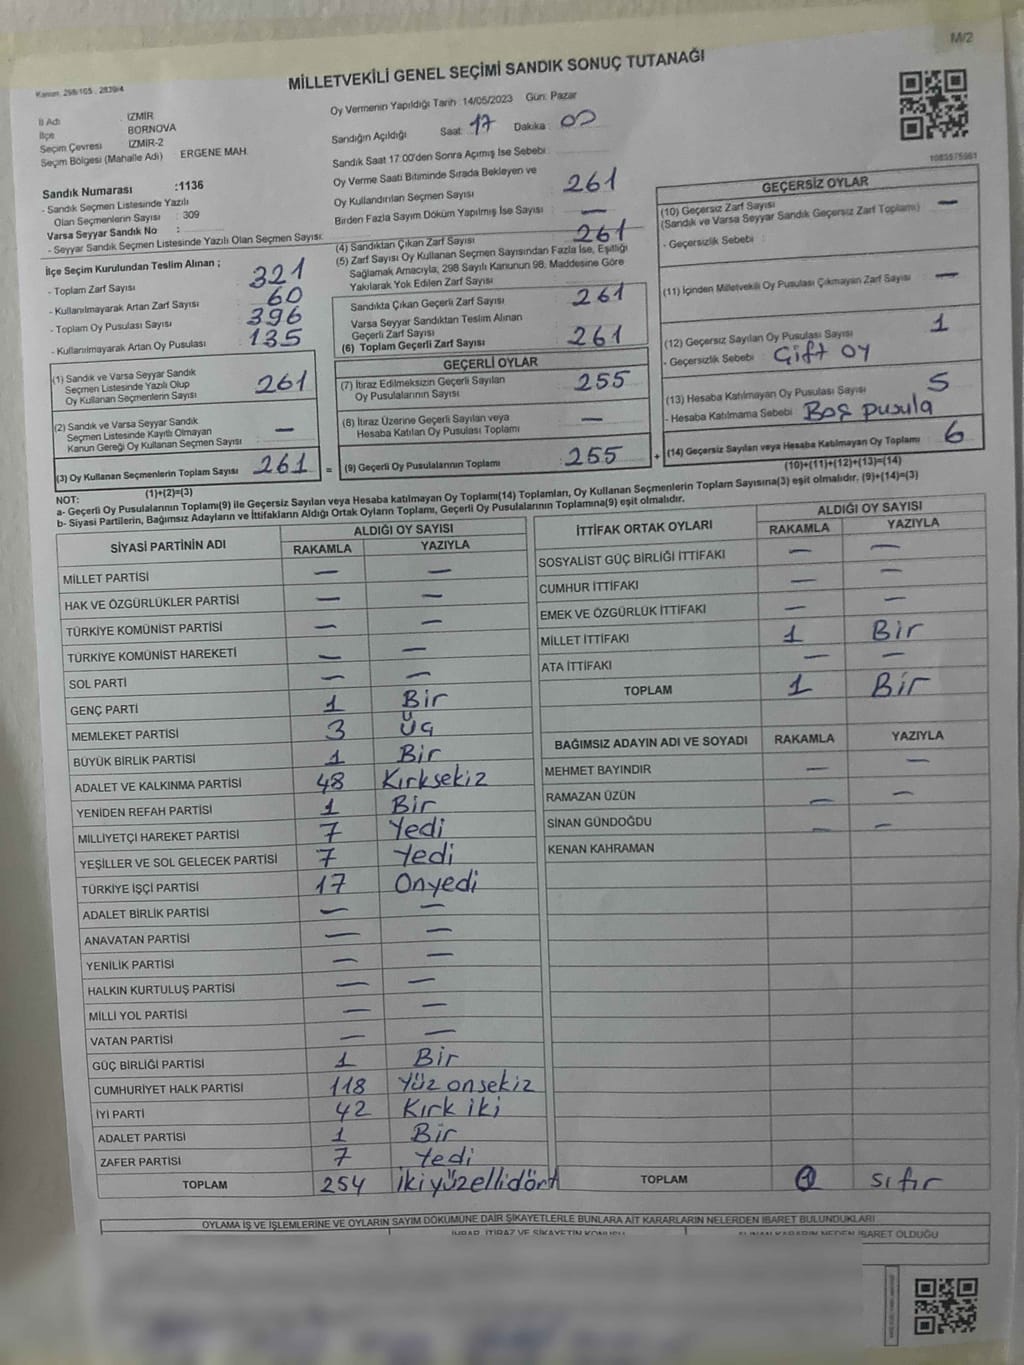 M/2
Kanun: 298/105 , 2839/4
MİLLETVEKİLİ GENEL SEÇİMİ SANDIK SONUÇ TUTANAĞI
İl Adı : İZMİR
İlçe BORNOVA
Seçim Çevresi İZMİR-2
Seçim Bölgesi (Mahalle Adı) ERGENE MAH.
Oy Vermenin Yapıldığı Tarih :14/05/2023 Gün: Pazar
Sandığın Açıldığı Saat: 17 Dakika : 00
Sandık Saat 17:00'den Sonra Açımış İse Sebebi :
Oy Verme Saati Bitiminde Sırada Bekleyen ve
Oy Kullandırılan Seçmen Sayısı 261
Birden Fazla Sayım Döküm Yapılmış İse Sayısı : —
Sandık Numarası :1136
- Sandık Seçmen Listesinde Yazılı
Olan Seçmenlerin Sayısı : 309
Varsa Seyyar Sandık No :
- Seyyar Sandık Seçmen Listesinde Yazılı Olan Seçmen Sayısı:
İlçe Seçim Kurulundan Teslim Alınan ;
- Toplam Zarf Sayısı : 321
- Kullanılmayarak Artan Zarf Sayısı : 60
- Toplam Oy Pusulası Sayısı : 396
- Kullanılmayarak Artan Oy Pusulası : 135
(1) Sandık ve Varsa Seyyar Sandık
Seçmen Listesinde Yazılı Olup
Oy Kullanan Seçmenlerin Sayısı 261
(2) Sandık ve Varsa Seyyar Sandık
Seçmen Listesinde Kayıtlı Olmayan
Kanun Gereği Oy Kullanan Seçmen Sayısı —
(3) Oy Kullanan Seçmenlerin Toplam Sayısı 261 =
(1)+(2)=(3)
(4) Sandıktan Çıkan Zarf Sayısı 261
(5) Zarf Sayısı Oy Kullanan Seçmen Sayısından Fazla İse, Eşitliği
Sağlamak Amacıyla, 298 Sayılı Kanunun 98. Maddesine Göre
Yakılarak Yok Edilen Zarf Sayısı
Sandıkta Çıkan Geçerli Zarf Sayısı 261
Varsa Seyyar Sandıktan Teslim Alınan
Geçerli Zarf Sayısı :
(6) Toplam Geçerli Zarf Sayısı 261
GEÇERLİ OYLAR
(7) İtiraz Edilmeksizin Geçerli Sayılan
Oy Pusulalarının Sayısı 255
(8) İtiraz Üzerine Geçerli Sayılan veya
Hesaba Katılan Oy Pusulası Toplamı —
(9) Geçerli Oy Pusulalarının Toplamı 255 +
1083575961
GEÇERSİZ OYLAR
(10) Geçersiz Zarf Sayısı —
(Sandık ve Varsa Seyyar Sandık Geçersiz Zarf Toplamı)
- Geçersizlik Sebebi :
(11) İçinden Milletvekili Oy Pusulası Çıkmayan Zarf Sayısı —
(12) Geçersiz Sayılan Oy Pusulası Sayısı 1
- Geçersizlik Sebebi : Çift oy
(13) Hesaba Katılmayan Oy Pusulası Sayısı 5
- Hesaba Katılmama Sebebi : Boş pusula
(14) Geçersiz Sayılan veya Hesaba Katılmayan Oy Toplamı 6
(10)+(11)+(12)+(13)=(14)
NOT:
a- Geçerli Oy Pusulalarının Toplamı(9) ile Geçersiz Sayılan veya Hesaba katılmayan Oy Toplamı(14) Toplamları, Oy Kullanan Seçmenlerin Toplam Sayısına(3) eşit olmalıdır. (9)+(14)=(3)
b- Siyasi Partilerin, Bağımsız Adayların ve İttifakların Aldığı Ortak Oyların Toplamı, Geçerli Oy Pusulalarının Toplamına(9) eşit olmalıdır.
SİYASİ PARTİNİN ADI ALDIĞI OY SAYISI
RAKAMLA YAZIYLA
MİLLET PARTİSİ — —
HAK VE ÖZGÜRLÜKLER PARTİSİ — —
TÜRKİYE KOMÜNİST PARTİSİ — —
TÜRKİYE KOMÜNİST HAREKETİ — —
SOL PARTİ — —
GENÇ PARTİ 1 Bir
MEMLEKET PARTİSİ 3 Üç
BÜYÜK BİRLİK PARTİSİ 1 Bir
ADALET VE KALKINMA PARTİSİ 48 Kırksekiz
YENİDEN REFAH PARTİSİ 1 Bir
MİLLİYETÇİ HAREKET PARTİSİ 7 Yedi
YEŞİLLER VE SOL GELECEK PARTİSİ 7 Yedi
TÜRKİYE İŞÇİ PARTİSİ 17 Onyedi
ADALET BİRLİK PARTİSİ — —
ANAVATAN PARTİSİ — —
YENİLİK PARTİSİ — —
HALKIN KURTULUŞ PARTİSİ — —
MİLLİ YOL PARTİSİ — —
VATAN PARTİSİ — —
GÜÇ BİRLİĞİ PARTİSİ 1 Bir
CUMHURİYET HALK PARTİSİ 118 Yüz onsekiz
İYİ PARTİ 42 Kırk iki
ADALET PARTİSİ 1 Bir
ZAFER PARTİSİ 7 Yedi
TOPLAM 254 ikiyüzellidört
İTTİFAK ORTAK OYLARI ALDIĞI OY SAYISI
RAKAMLA YAZIYLA
SOSYALİST GÜÇ BİRLİĞİ İTTİFAKI — —
CUMHUR İTTİFAKI — —
EMEK VE ÖZGÜRLÜK İTTİFAKI — —
MİLLET İTTİFAKI 1 Bir
ATA İTTİFAKI — —
TOPLAM 1 Bir
BAĞIMSIZ ADAYIN ADI VE SOYADI RAKAMLA YAZIYLA
MEHMET BAYINDIR — —
RAMAZAN ÜZÜN — —
SİNAN GÜNDOĞDU — —
KENAN KAHRAMAN
TOPLAM 0 sıfır
OYLAMA İŞ VE İŞLEMLERİNE VE OYLARIN SAYIM DÖKÜMÜNE DAİR ŞİKAYETLERLE BUNLARA AİT KARARLARIN NELERDEN İBARET BULUNDUKLARI
İHBAR, İTİRAZ VE ŞİKAYETİN KONUSU ALINAN KARARIN NEDEN İBARET OLDUĞU